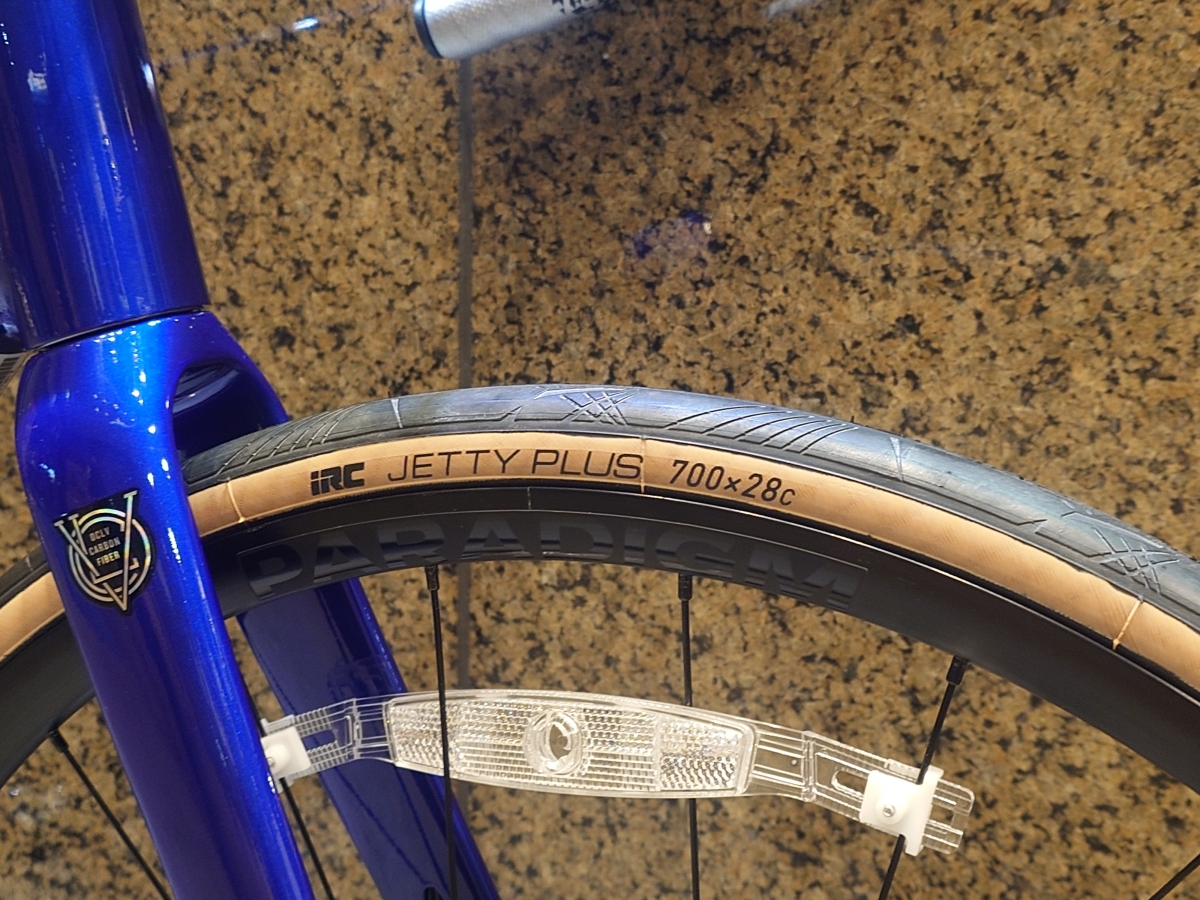 iRC JETTY PLUS 700×28c
PARADIGM
OCLV
CARBON
FIBER